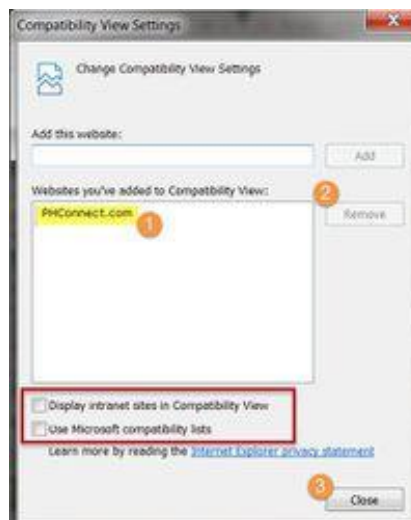 Compatibility View Settings
Change Compatibility View Settings
Add this website:
Add
Websites you've added to Compatibility View:
2
PHConnect.com
1
Remove
Display intranet sites in Compatibility View
Use Microsoft compatibility lists
Learn more by reading the Internet Explorer privacy statement
3
Close